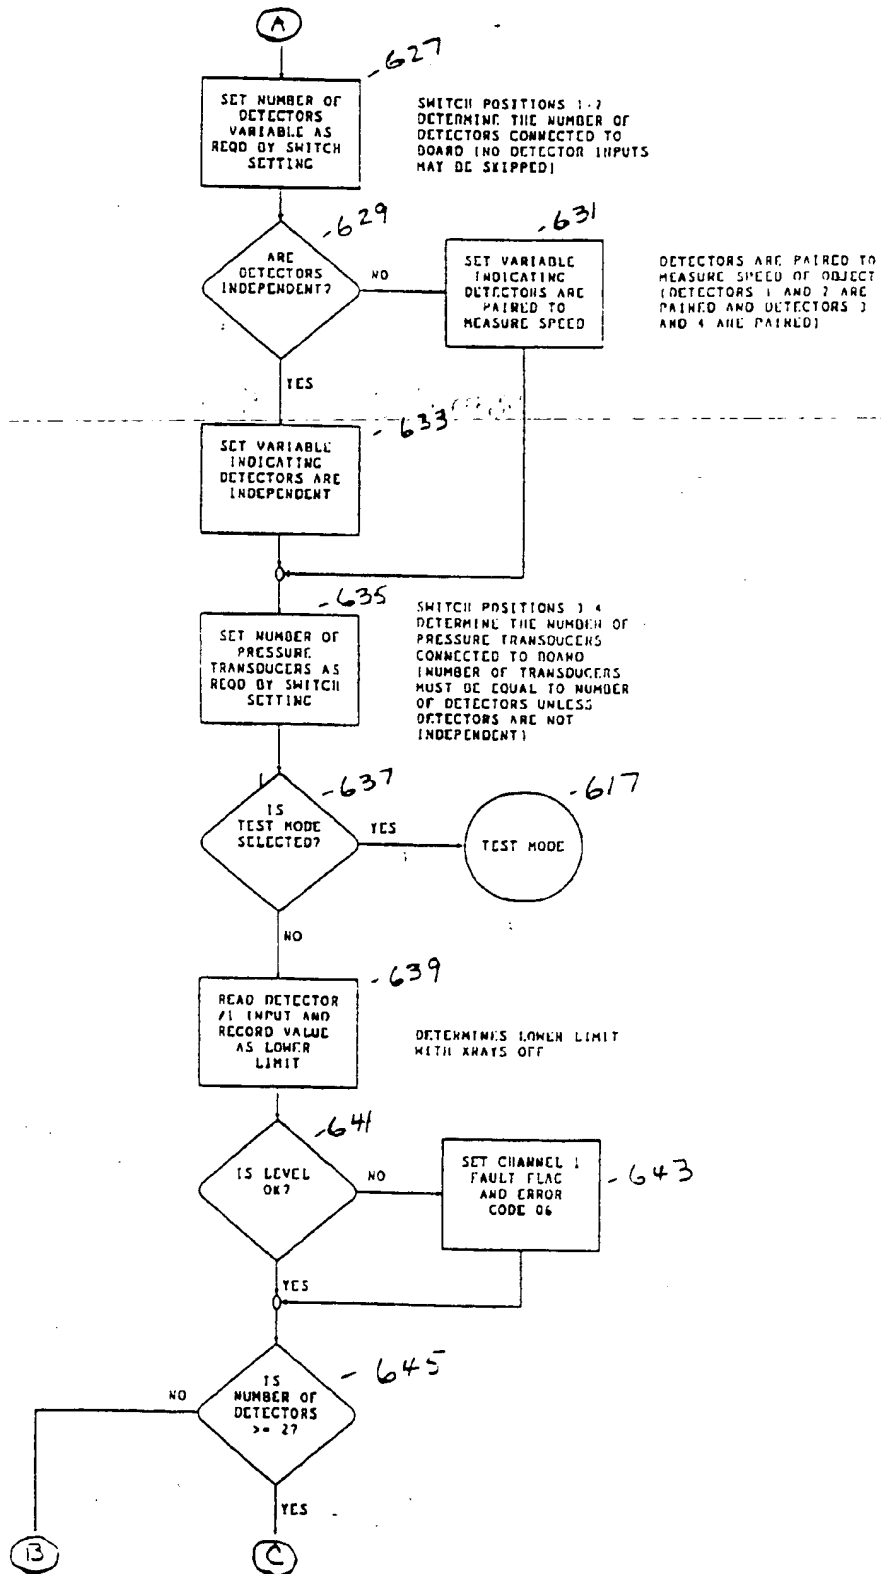 A
-627
SET NUMBER OF
DETECTORS
VARIABLE AS
REQD BY SWITCH
SETTING
SWITCH POSITIONS 1-2
DETERMINE THE NUMBER OF
DETECTORS CONNECTED TO
BOARD (NO DETECTOR INPUTS
MAY BE SKIPPED)
-629
ARE
DETECTORS
INDEPENDENT?
NO
-631
SET VARIABLE
INDICATING
DETECTORS ARE
PAIRED TO
MEASURE SPEED
DETECTORS ARE PAIRED TO
MEASURE SPEED OF OBJECT
(DETECTORS 1 AND 2 ARE
PAIRED AND DETECTORS 3
AND 4 ARE PAIRED)
YES
-633
SET VARIABLE
INDICATING
DETECTORS ARE
INDEPENDENT
-635
SET NUMBER OF
PRESSURE
TRANSDUCERS AS
REQD BY SWITCH
SETTING
SWITCH POSITIONS 3-4
DETERMINE THE NUMBER OF
PRESSURE TRANSDUCERS
CONNECTED TO BOARD
(NUMBER OF TRANSDUCERS
MUST BE EQUAL TO NUMBER
OF DETECTORS UNLESS
DETECTORS ARE NOT
INDEPENDENT)
-637
IS
TEST MODE
SELECTED?
YES
-617
TEST MODE
NO
-639
READ DETECTOR
#1 INPUT AND
RECORD VALUE
AS LOWER
LIMIT
DETERMINES LOWER LIMIT
WITH XRAYS OFF
-641
IS LEVEL
OK?
NO
SET CHANNEL 1
FAULT FLAG
AND ERROR
CODE 06
-643
YES
-645
IS
NUMBER OF
DETECTORS
>= 2?
NO
YES
B
C